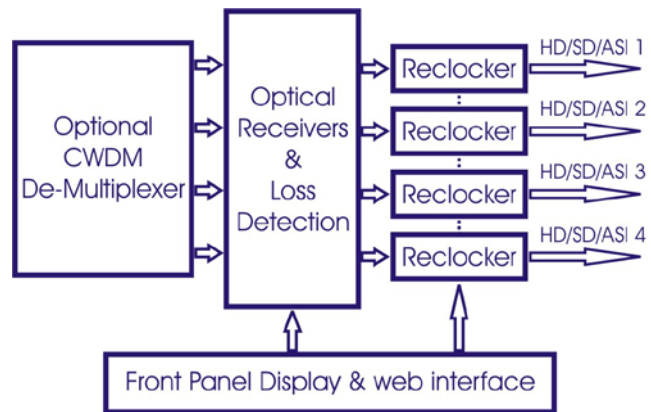 Optional
CWDM
De-Multiplexer
Optical
Receivers
&
Loss
Detection
Reclocker
HD/SD/ASI 1
Reclocker
HD/SD/ASI 2
Reclocker
HD/SD/ASI 3
Reclocker
HD/SD/ASI 4
Front Panel Display & web interface